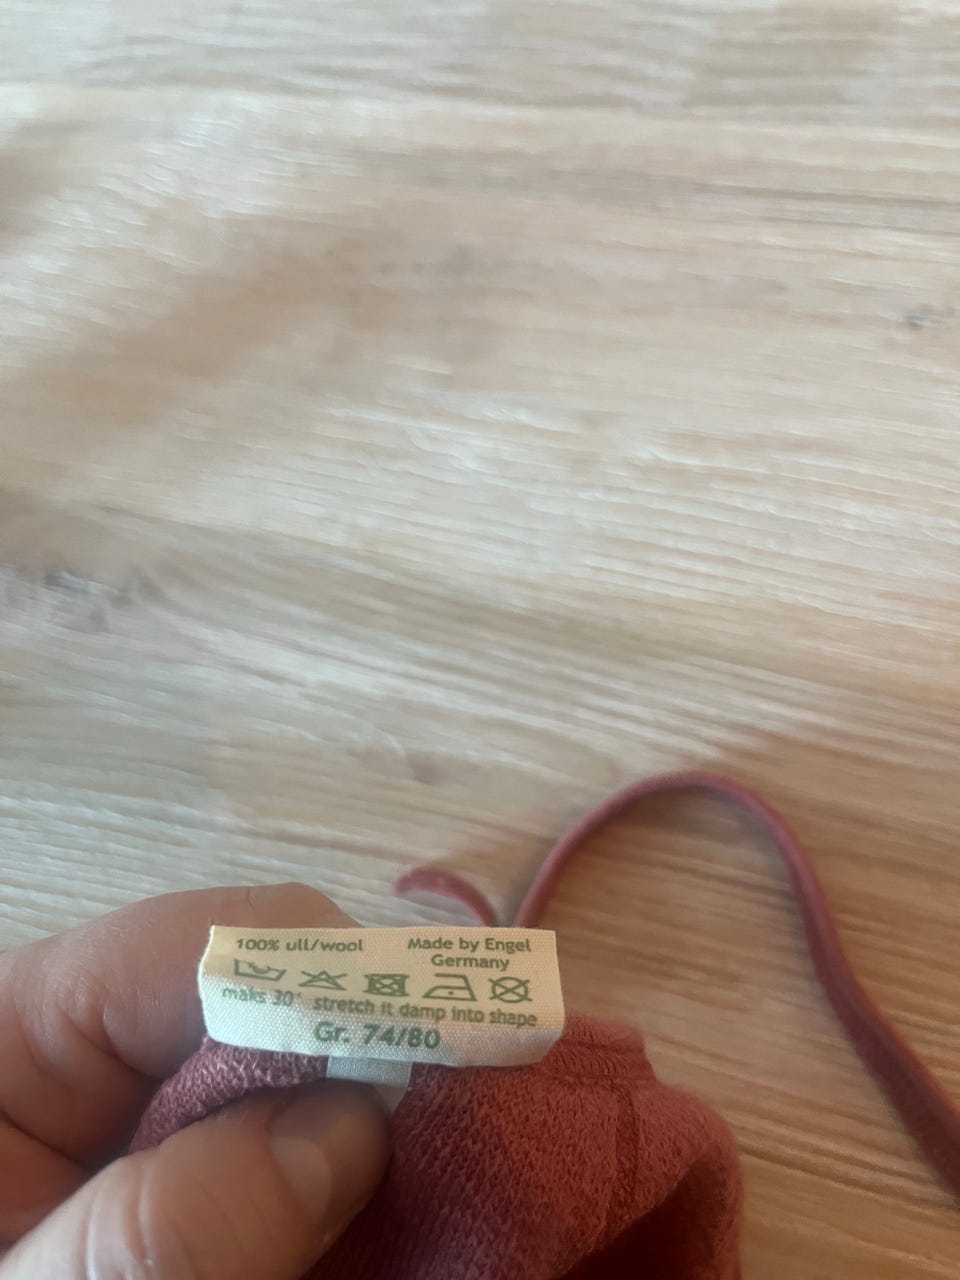 100% ull/wool Made by Engel
Germany
maks 30° stretch it damp into shape
Gr. 74/80